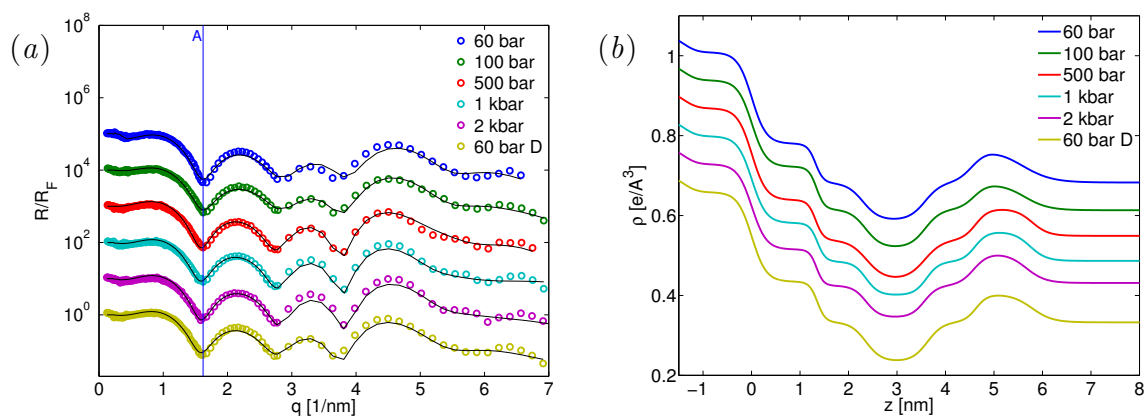 (a)
R/R_F
10^8
10^6
10^4
10^2
10^0
A
60 bar
100 bar
500 bar
1 kbar
2 kbar
60 bar D
0 1 2 3 4 5 6 7
q [1/nm]
(b)
ρ [e/A^3]
1
0.8
0.6
0.4
0.2
60 bar
100 bar
500 bar
1 kbar
2 kbar
60 bar D
−1 0 1 2 3 4 5 6 7 8
z [nm]